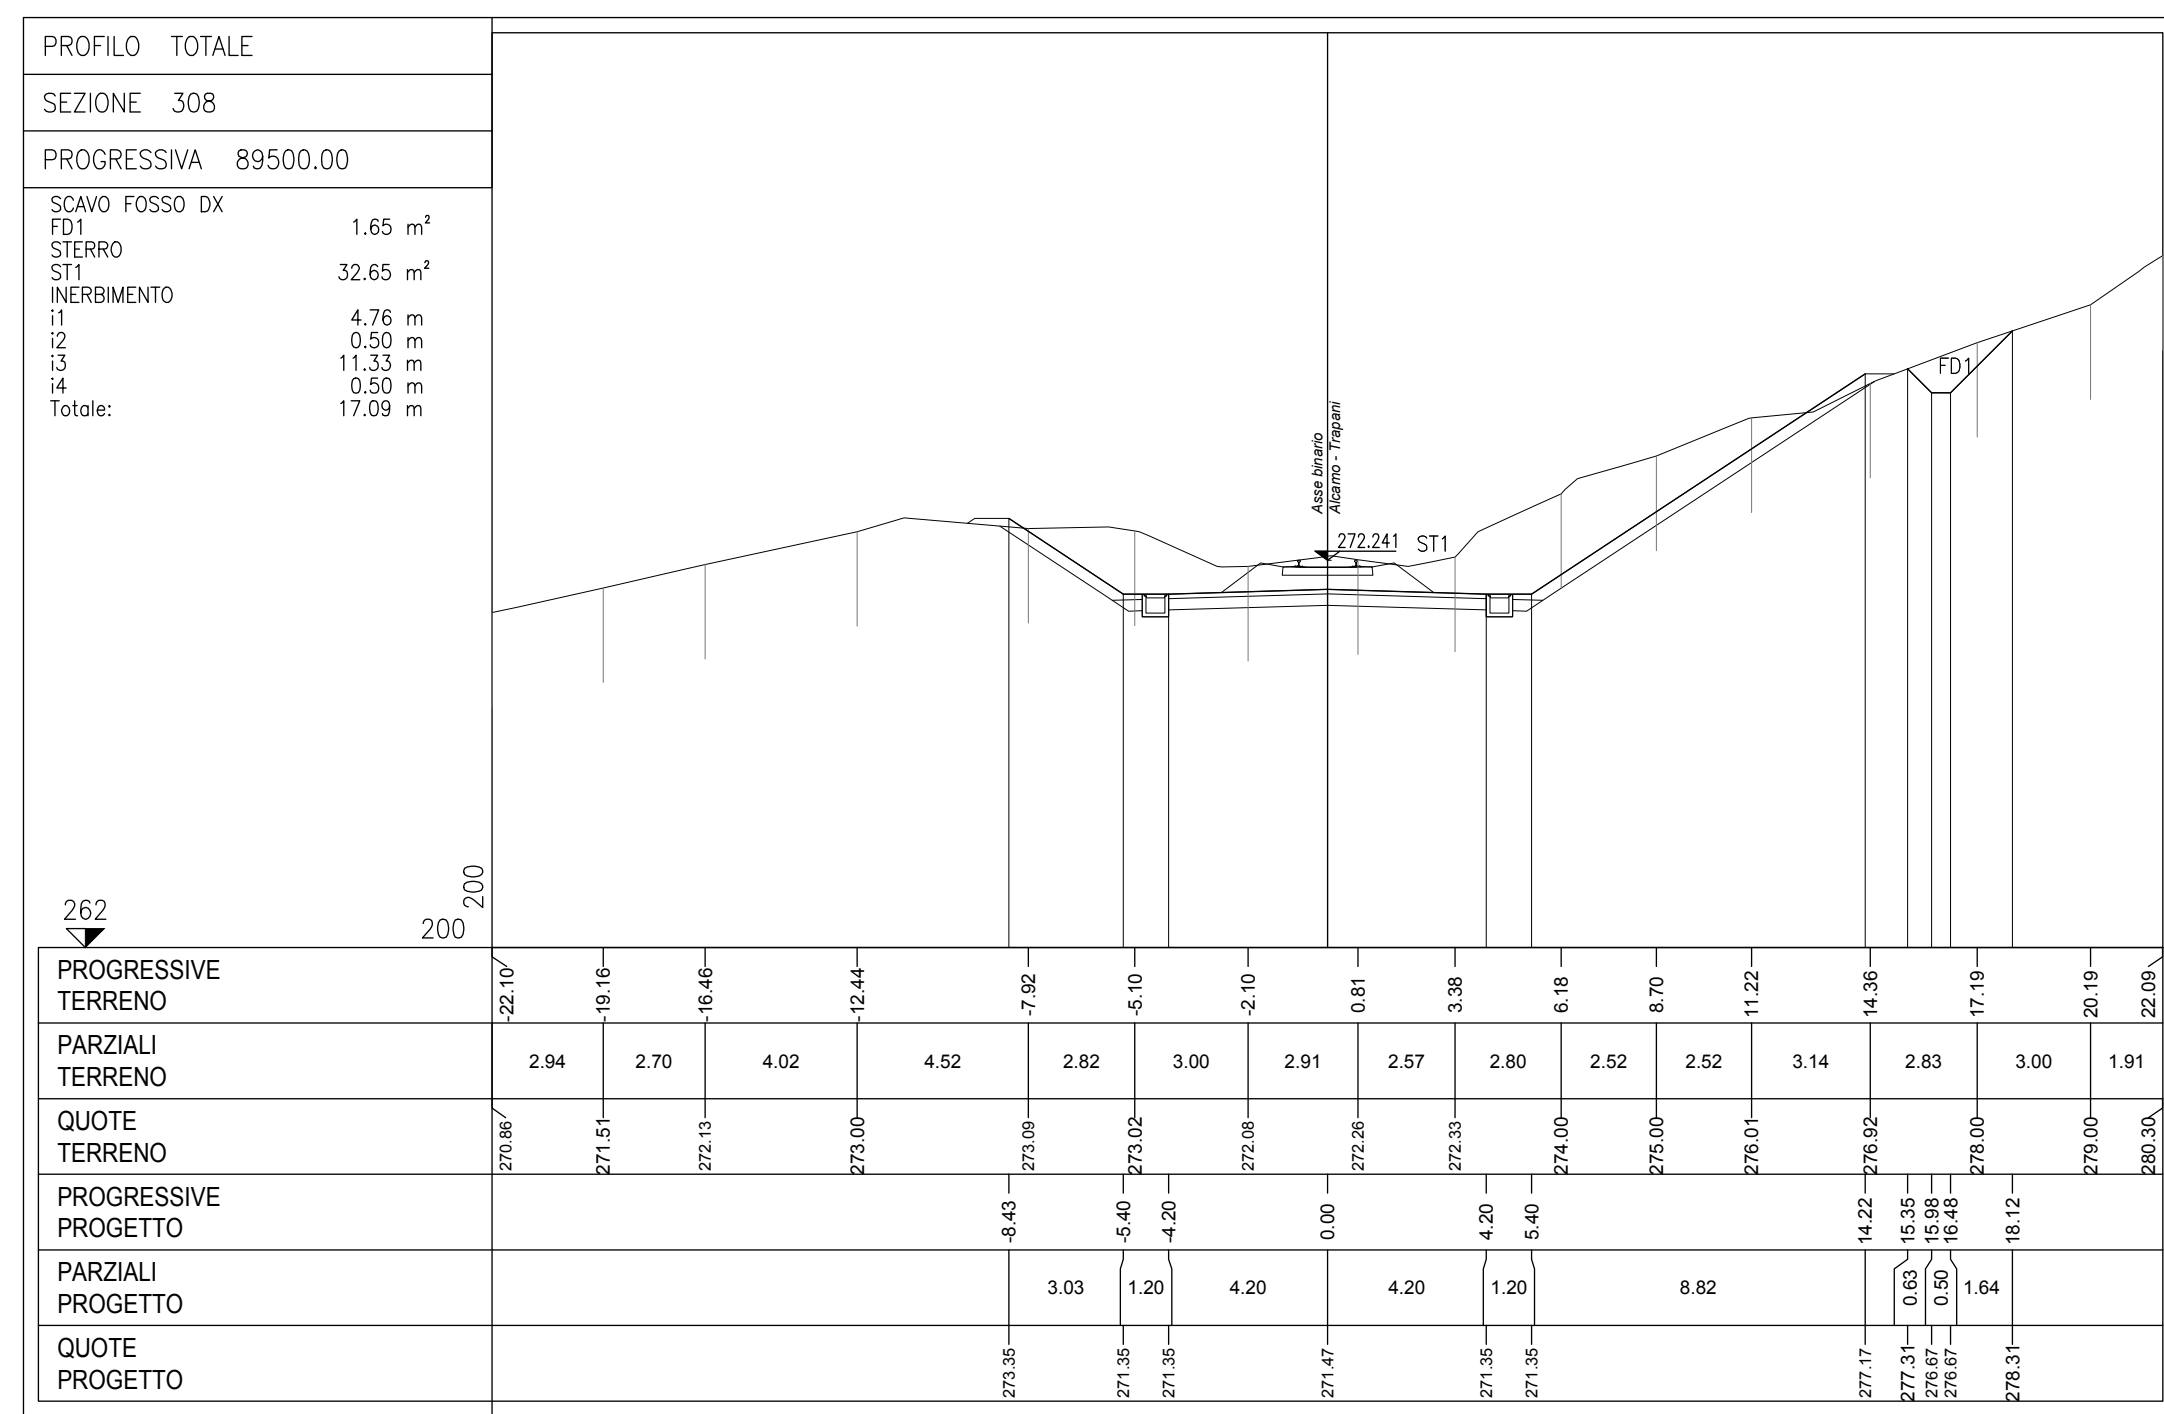 PROFILO TOTALE
SEZIONE 308
PROGRESSIVA 89500.00
SCAVO FOSSO DX
FD1 1.65 m²
STERRO
ST1 32.65 m²
INERBIMENTO
i1 4.76 m
i2 0.50 m
i3 11.33 m
i4 0.50 m
Totale: 17.09 m
FD1
Asse binario
Alcamo - Trapani
272.241 ST1
200
262
200
PROGRESSIVE
TERRENO
-22.10 -19.16 -16.46 -12.44 -7.92 -5.10 -2.10 0.81 3.38 6.18 8.70 11.22 14.36 17.19 20.19 22.09
PARZIALI
TERRENO
2.94 2.70 4.02 4.52 2.82 3.00 2.91 2.57 2.80 2.52 2.52 3.14 2.83 3.00 1.91
QUOTE
TERRENO
270.86 271.51 272.13 273.00 273.09 273.02 272.08 272.26 272.33 274.00 275.00 276.01 276.92 278.00 279.00 280.30
PROGRESSIVE
PROGETTO
-8.43 -5.40 -4.20 0.00 4.20 5.40 14.22 15.35 15.98 16.48 18.12
PARZIALI
PROGETTO
3.03 1.20 4.20 4.20 1.20 8.82 0.63 0.50 1.64
QUOTE
PROGETTO
273.35 271.35 271.35 271.47 271.35 271.35 277.17 277.31 276.67 276.67 278.31